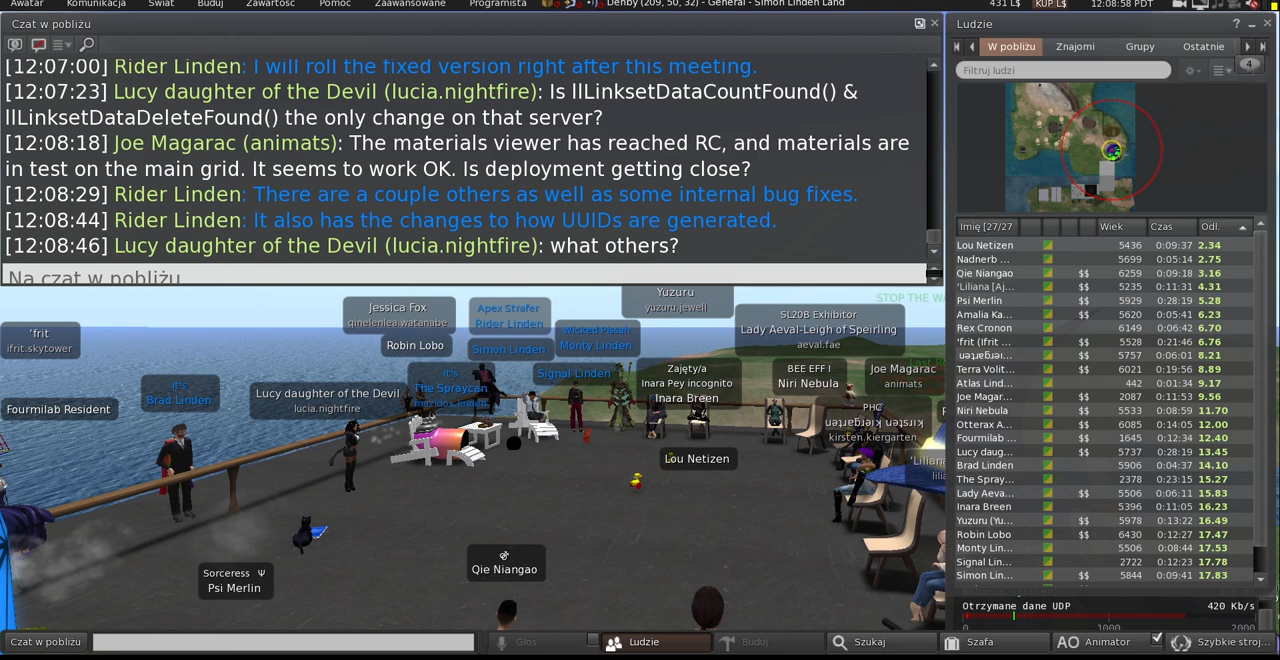 Awatar Komunikacja Świat Buduj Zawartość Pomoc Zaawansowane Programista Denby (209, 50, 32) - General - Simon Linden Land 431 L$ KUP L$ 12:08:58 PDT
Czat w pobliżu
[12:07:00] Rider Linden: I will roll the fixed version right after this meeting.
[12:07:23] Lucy daughter of the Devil (lucia.nightfire): Is llLinksetDataCountFound() &
llLinksetDataDeleteFound() the only change on that server?
[12:08:18] Joe Magarac (animats): The materials viewer has reached RC, and materials are
in test on the main grid. It seems to work OK. Is deployment getting close?
[12:08:29] Rider Linden: There are a couple others as well as some internal bug fixes.
[12:08:44] Rider Linden: It also has the changes to how UUIDs are generated.
[12:08:46] Lucy daughter of the Devil (lucia.nightfire): what others?
Na czat w pobliżu
Yuzuru
yuzuru.jewell
STOP THE WA
Jessica Fox
Apex Strafer
Rider Linden
'frit
ifrit.skytower
Robin Lobo
Simon Linden
Wicked Pissah
Monty Linden
SL20B Exhibitor
Lady Aeval-Leigh of Speirling
aeval.fae
It's
Brad Linden
Fourmilab Resident
Lucy daughter of the Devil
lucia.nightfire
It's
The Spraycan
Signal Linden
Zajęty/a
Inara Pey incognito
Inara Breen
BEE EFF I
Niri Nebula
Joe Magarac
animats
PHC
kirsten.kiergarten
'Liliana
Lou Netizen
Qie Niangao
Sorceress Ψ
Psi Merlin
Ludzie
W pobliżu Znajomi Grupy Ostatnie
Filtruj ludzi
4
Imię [27/27 Wiek Czas Odl.
Lou Netizen 5436 0:09:37 2.34
Nadnerb ... 5699 0:05:14 2.75
Qie Niangao $$ 6259 0:09:18 3.16
'Liliana [Aj... $$ 5235 0:11:31 4.31
Psi Merlin $$ 5929 0:28:19 5.28
Amalia Ka... $$ 5620 0:05:41 6.23
Rex Cronon 6149 0:06:42 6.70
'frit (Ifrit ... $$ 5528 0:21:46 6.76
$$ 5757 0:06:01 8.21
Terra Volit... $$ 6021 0:19:56 8.89
Atlas Lind... 442 0:01:34 9.17
Joe Magar... $$ 2087 0:11:53 9.56
Niri Nebula $$ 5533 0:08:59 11.70
Otterax A... $$ 6085 0:14:05 12.00
Fourmilab ... $$ 1645 0:12:34 12.40
Lucy daug... $$ 5737 0:28:19 13.45
Brad Linden 5906 0:04:37 14.10
The Spray... 2378 0:23:15 15.27
Lady Aeva... $$ 5506 0:06:11 15.83
Inara Breen 5396 0:11:05 16.23
Yuzuru (Yu... $$ 5978 0:13:22 16.49
Robin Lobo $$ 6430 0:12:27 17.47
Monty Lin... 5506 0:08:44 17.53
Signal Lin... 2722 0:12:23 17.78
Simon Lin... $$ 5844 0:09:41 17.83
Otrzymane dane UDP 420 Kb/s
0 1000 2000
Czat w pobliżu Głos Ludzie Buduj Szukaj Szafa AO Animator Szybkie stroj...